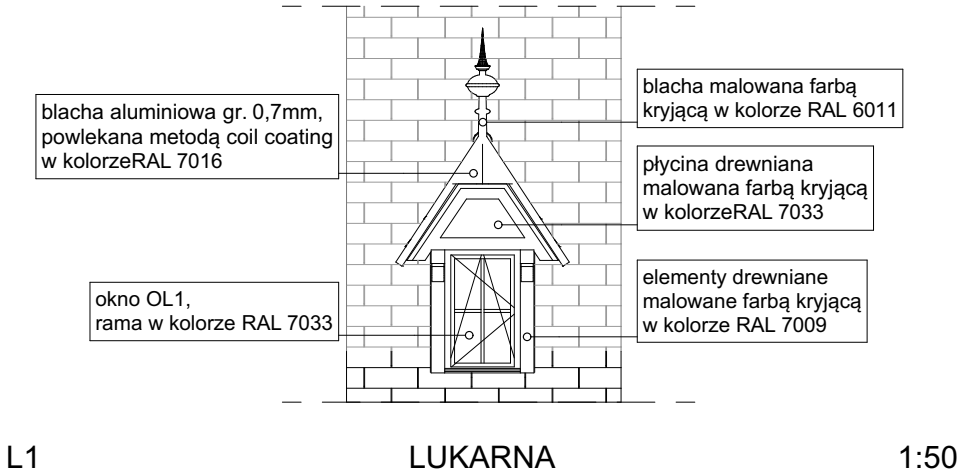 blacha aluminiowa gr. 0,7mm,
powlekana metodą coil coating
w kolorzeRAL 7016
blacha malowana farbą
kryjącą w kolorze RAL 6011
płycina drewniana
malowana farbą kryjącą
w kolorzeRAL 7033
okno OL1,
rama w kolorze RAL 7033
elementy drewniane
malowane farbą kryjącą
w kolorze RAL 7009
L1 LUKARNA 1:50